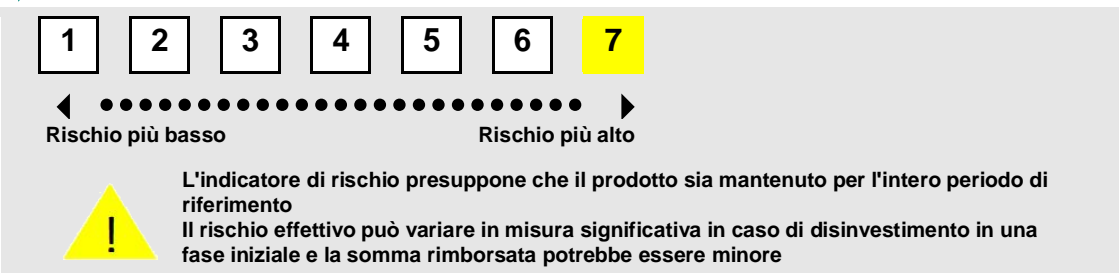 1 2 3 4 5 6 7
Rischio più basso Rischio più alto
L'indicatore di rischio presuppone che il prodotto sia mantenuto per l'intero periodo di
riferimento
!
Il rischio effettivo può variare in misura significativa in caso di disinvestimento in una
fase iniziale e la somma rimborsata potrebbe essere minore